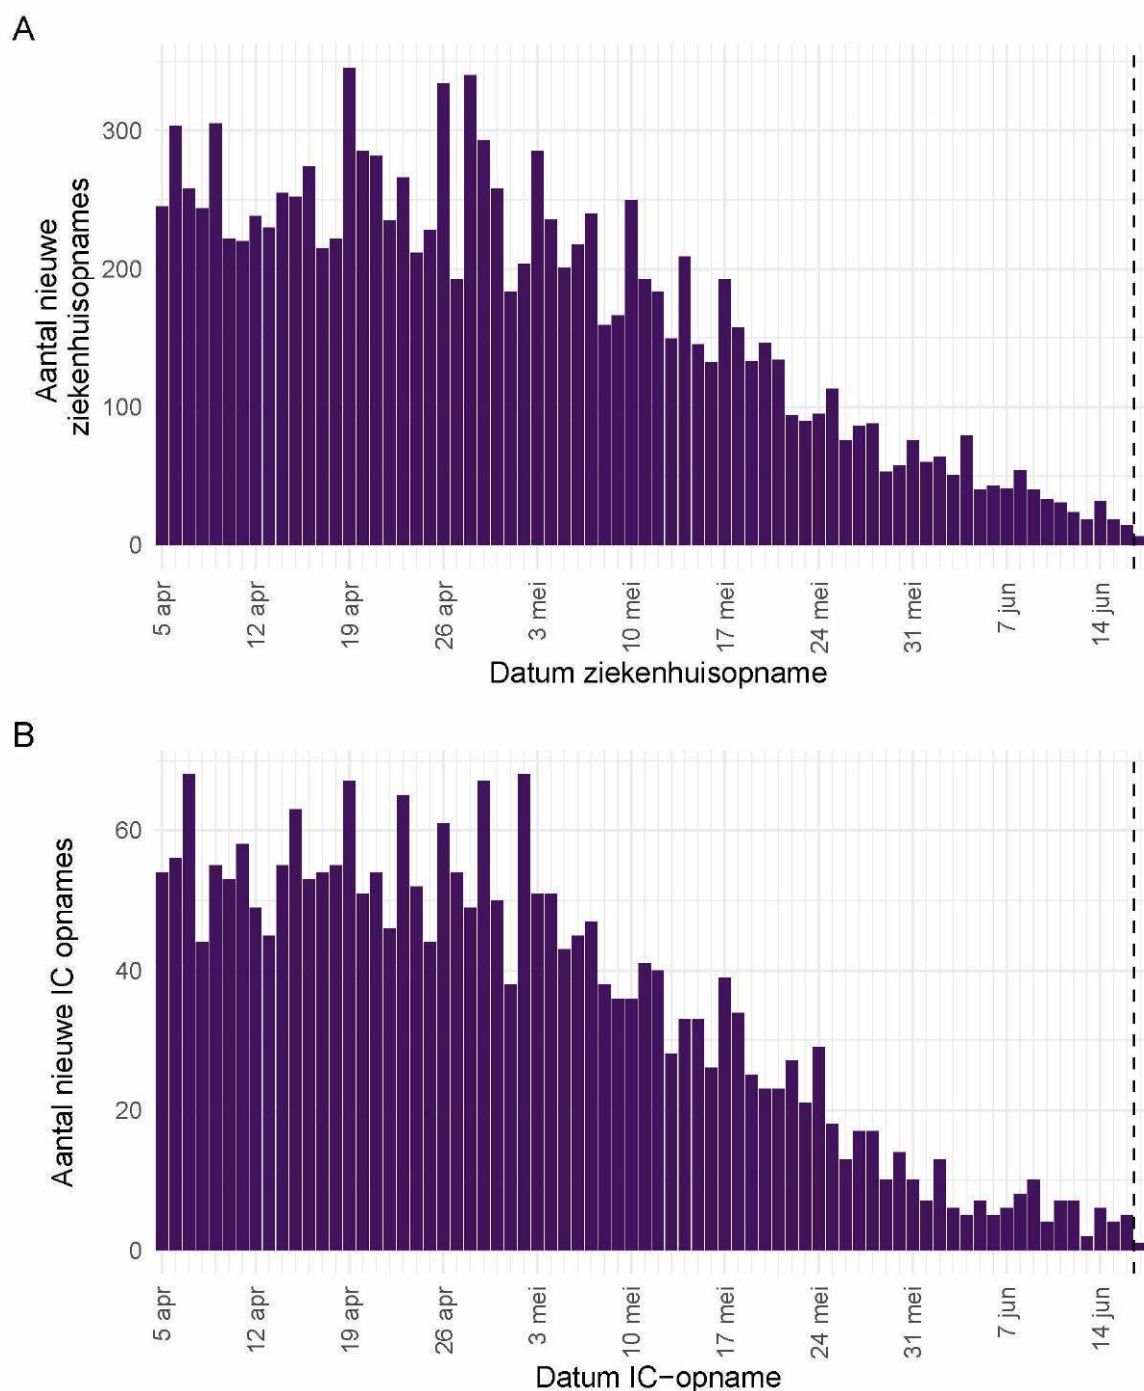 A
Aantal nieuwe
ziekenhuisopnames
300
200
100
0
5 apr
12 apr
19 apr
26 apr
3 mei
10 mei
17 mei
24 mei
31 mei
7 jun
14 jun
Datum ziekenhuisopname
B
Aantal nieuwe IC opnames
60
40
20
0
5 apr
12 apr
19 apr
26 apr
3 mei
10 mei
17 mei
24 mei
31 mei
7 jun
14 jun
Datum IC-opname